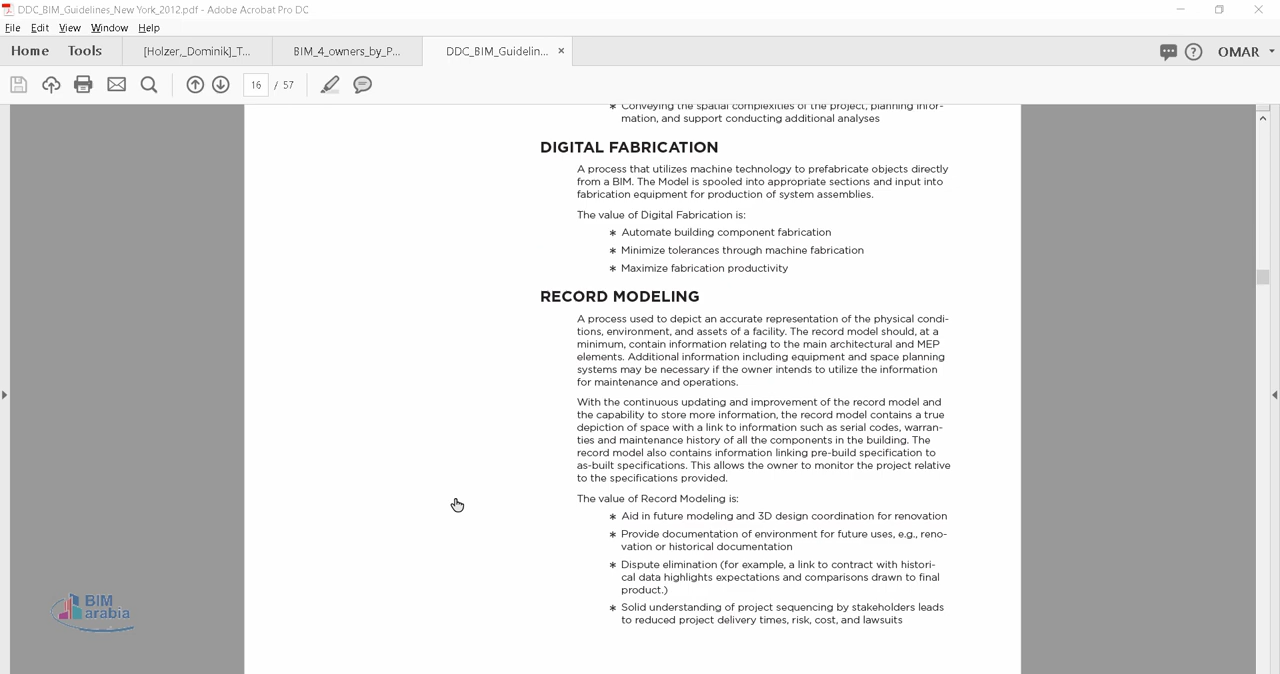 DDC_BIM_Guidelines_New York_2012.pdf - Adobe Acrobat Pro DC
File Edit View Window Help
Home Tools [Holzer,_Dominik]_T... BIM_4_owners_by_P... DDC_BIM_Guidelin... × OMAR
16 / 57
* Conveying the spatial complexities of the project, planning infor-
mation, and support conducting additional analyses
DIGITAL FABRICATION
A process that utilizes machine technology to prefabricate objects directly
from a BIM. The Model is spooled into appropriate sections and input into
fabrication equipment for production of system assemblies.
The value of Digital Fabrication is:
* Automate building component fabrication
* Minimize tolerances through machine fabrication
* Maximize fabrication productivity
RECORD MODELING
A process used to depict an accurate representation of the physical condi-
tions, environment, and assets of a facility. The record model should, at a
minimum, contain information relating to the main architectural and MEP
elements. Additional information including equipment and space planning
systems may be necessary if the owner intends to utilize the information
for maintenance and operations.
With the continuous updating and improvement of the record model and
the capability to store more information, the record model contains a true
depiction of space with a link to information such as serial codes, warran-
ties and maintenance history of all the components in the building. The
record model also contains information linking pre-build specification to
as-built specifications. This allows the owner to monitor the project relative
to the specifications provided.
The value of Record Modeling is:
* Aid in future modeling and 3D design coordination for renovation
* Provide documentation of environment for future uses, e.g., reno-
vation or historical documentation
* Dispute elimination (for example, a link to contract with histori-
cal data highlights expectations and comparisons drawn to final
product.)
* Solid understanding of project sequencing by stakeholders leads
to reduced project delivery times, risk, cost, and lawsuits
BIM
arabia